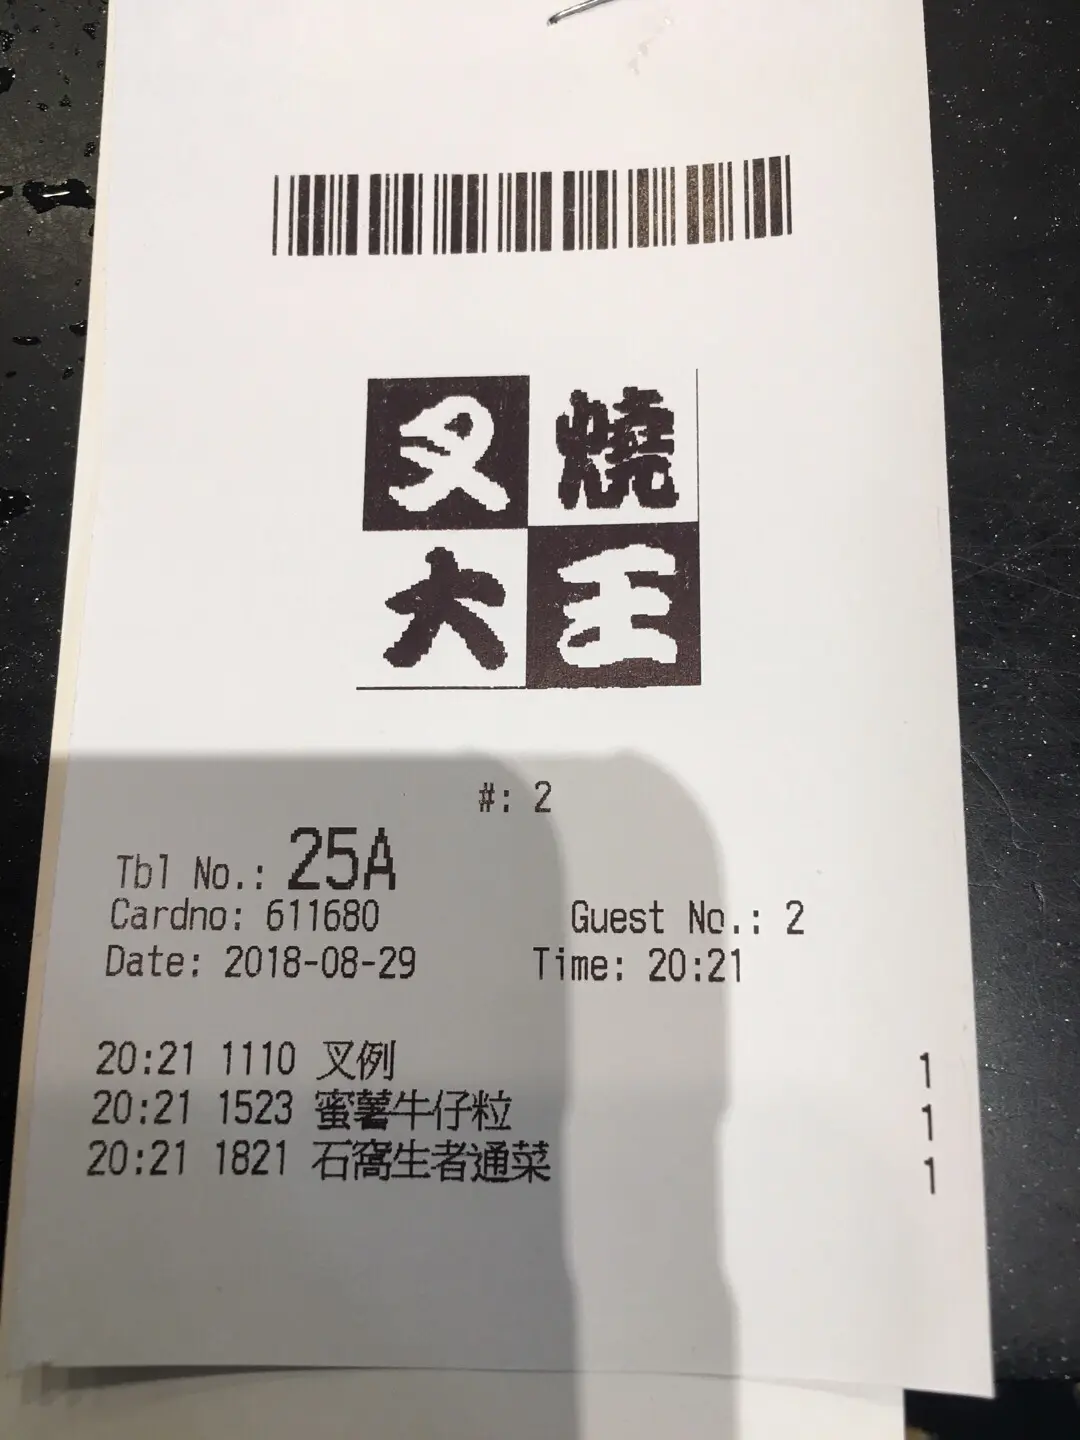 叉燒
大王
#: 2
Tbl No.: 25A
Cardno: 611680 Guest No.: 2
Date: 2018-08-29 Time: 20:21
20:21 1110 叉例 1
20:21 1523 蜜薯牛仔粒 1
20:21 1821 石窩生者通菜 1